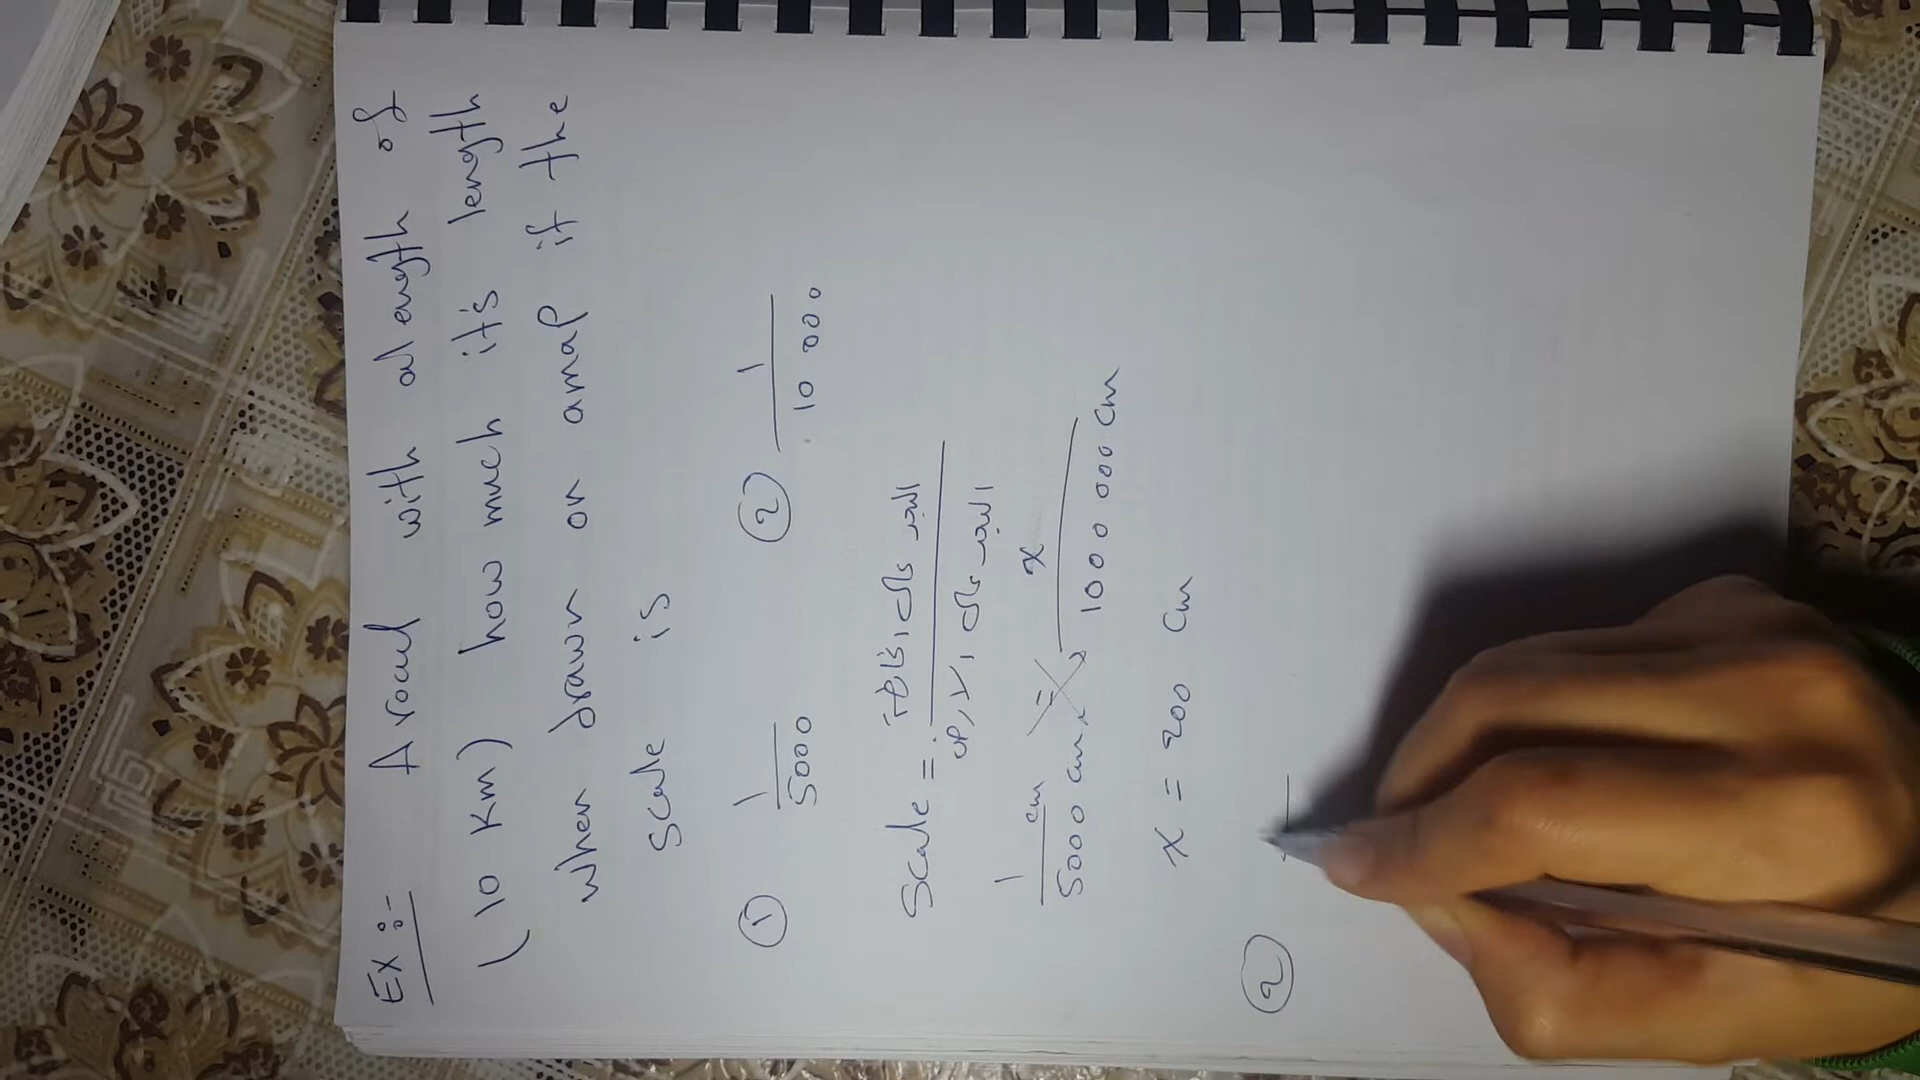 Ex :- A road with a length of
(10 Km) how much it's length
when drawn on a map if the
scale is
① 1/5000 ② 1/10 000
Scale = البعد على الخارطة / البعد على الارض
1 cm / 5000 cm = x / 1000 000 cm
x = 200 cm
②